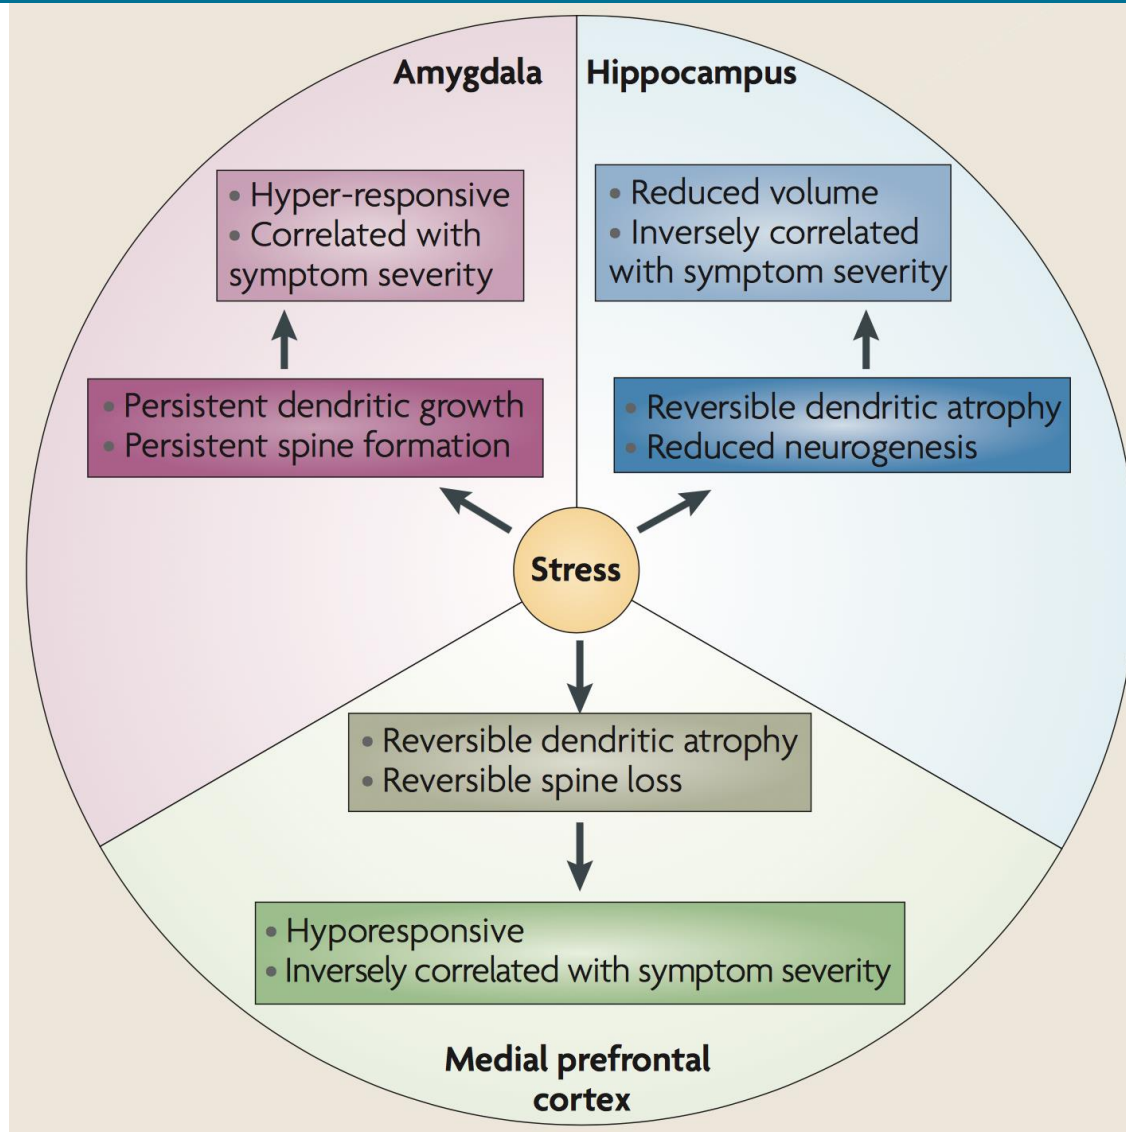 Amygdala
• Hyper-responsive
• Correlated with
symptom severity
• Persistent dendritic growth
• Persistent spine formation
Hippocampus
• Reduced volume
• Inversely correlated
with symptom severity
• Reversible dendritic atrophy
• Reduced neurogenesis
Stress
• Reversible dendritic atrophy
• Reversible spine loss
• Hyporesponsive
• Inversely correlated with symptom severity
Medial prefrontal
cortex